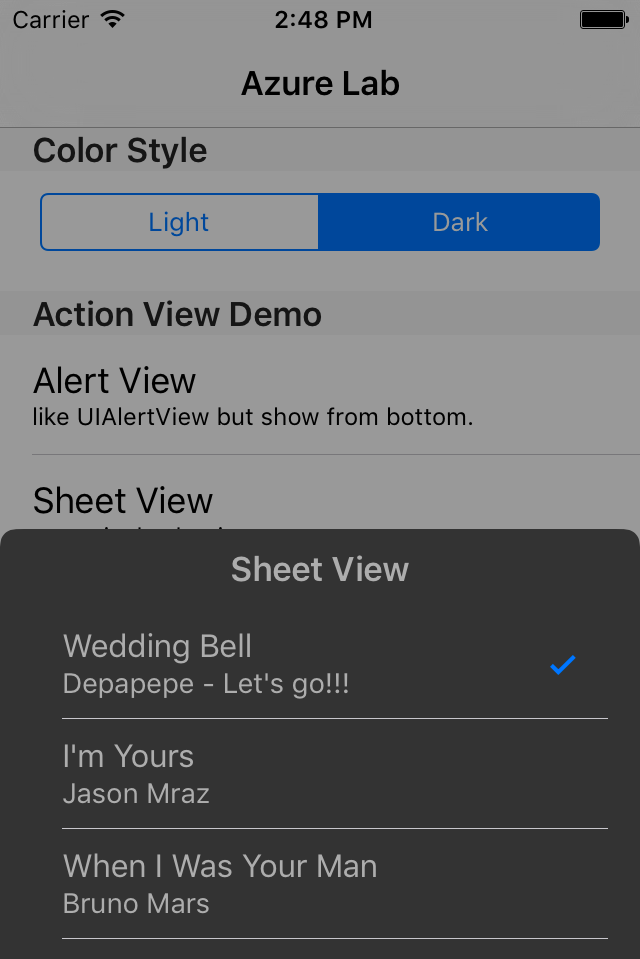 Carrier 2:48 PM
Azure Lab
Color Style
Light Dark
Action View Demo
Alert View
like UIAlertView but show from bottom.
Sheet View
Sheet View
Wedding Bell
Depapepe - Let's go!!!
I'm Yours
Jason Mraz
When I Was Your Man
Bruno Mars